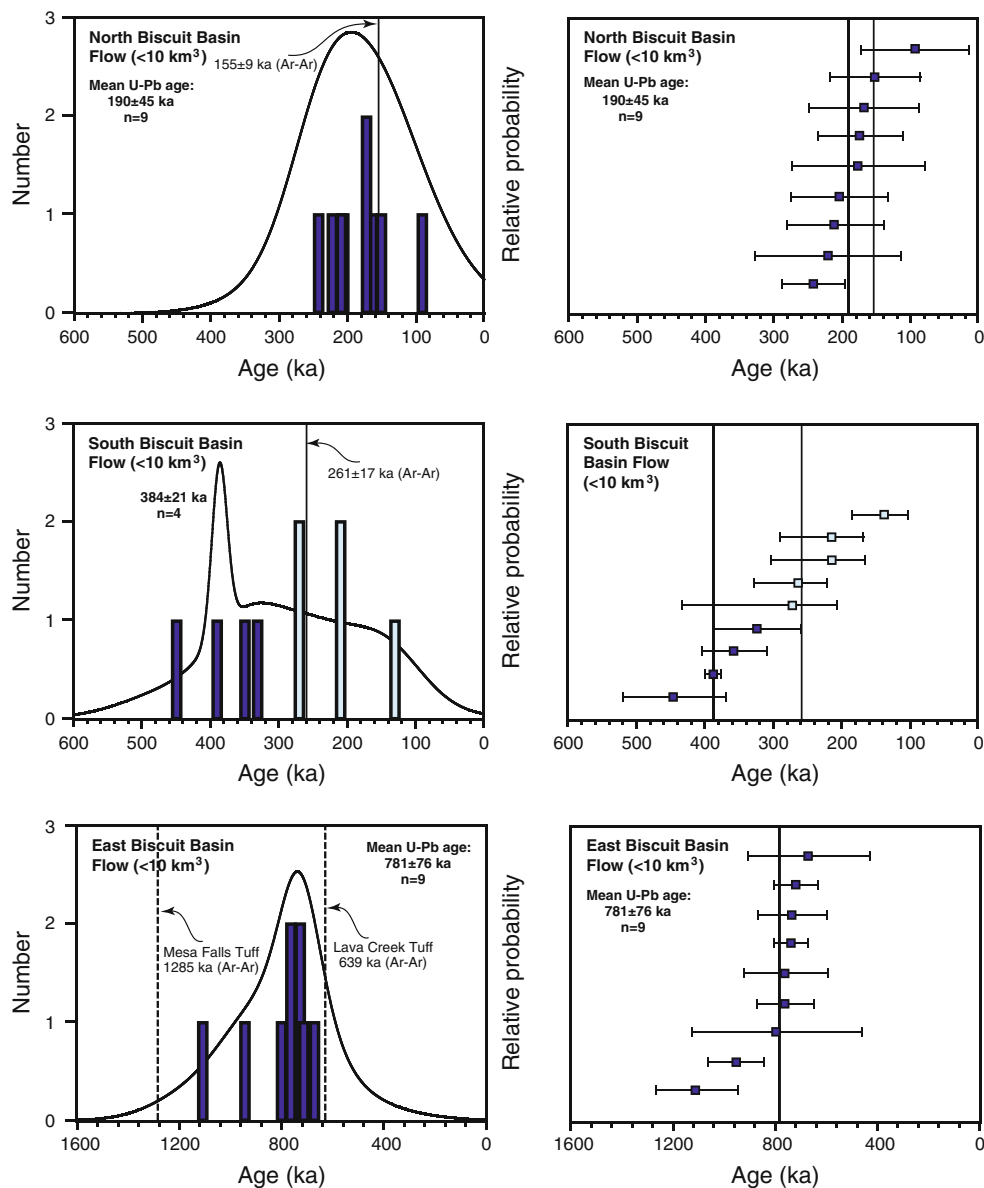 North Biscuit Basin
Flow (<10 km³)
155±9 ka (Ar-Ar)
Mean U-Pb age:
190±45 ka
n=9
Number
3
2
1
0
600 500 400 300 200 100 0
Age (ka)
Relative probability
North Biscuit Basin
Flow (<10 km³)
Mean U-Pb age:
190±45 ka
n=9
600 500 400 300 200 100 0
Age (ka)
South Biscuit Basin
Flow (<10 km³)
261±17 ka (Ar-Ar)
384±21 ka
n=4
Number
3
2
1
0
600 400 300 200 0
Age (ka)
Relative probability
South Biscuit
Basin Flow
(<10 km³)
600 500 400 300 200 100 0
Age (ka)
East Biscuit Basin
Flow (<10 km³)
Mean U-Pb age:
781±76 ka
n=9
Mesa Falls Tuff
1285 ka (Ar-Ar)
Lava Creek Tuff
639 ka (Ar-Ar)
Number
3
2
1
0
1600 1200 800 400 0
Age (ka)
Relative probability
East Biscuit Basin
Flow (<10 km³)
Mean U-Pb age:
781±76 ka
n=9
1600 1200 800 400 0
Age (ka)